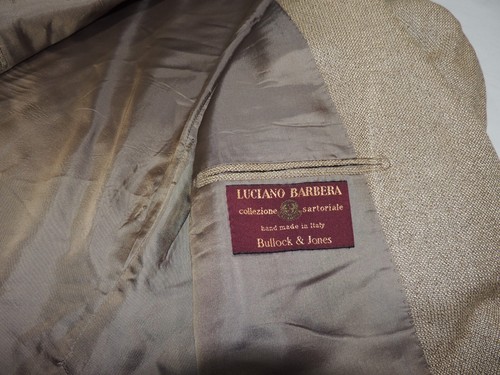 LUCIANO BARBERA
collezione sartoriale
hand made in Italy
Bullock & Jones